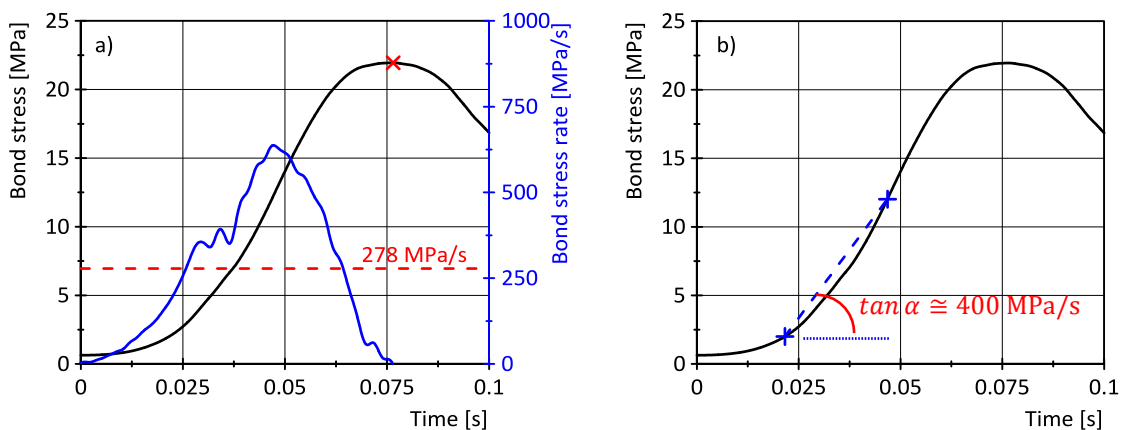 a)
Bond stress [MPa]
25
20
15
10
5
0
0 0.025 0.05 0.075 0.1
Time [s]
278 MPa/s
1000
750
500
250
0
Bond stress rate [MPa/s]
b)
Bond stress [MPa]
25
20
15
10
5
0
0 0.025 0.05 0.075 0.1
Time [s]
tan α ≅ 400 MPa/s